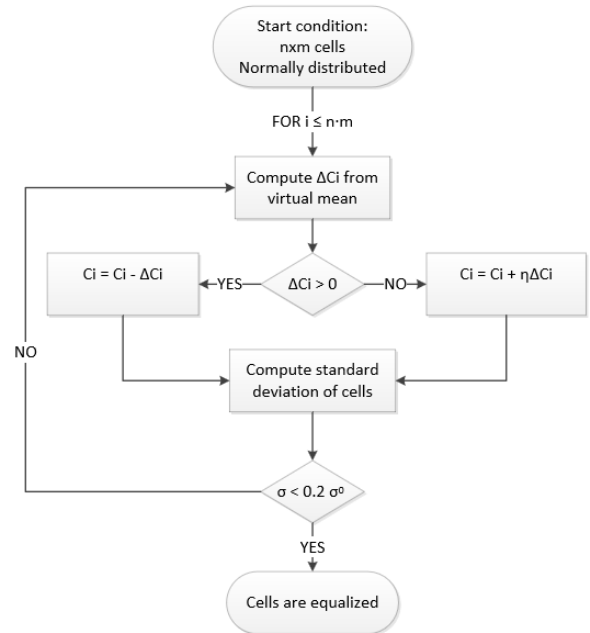 Start condition:
nxm cells
Normally distributed
FOR i ≤ n·m
Compute ΔCi from
virtual mean
Ci = Ci - ΔCi
YES
ΔCi > 0
NO
Ci = Ci + ηΔCi
NO
Compute standard
deviation of cells
σ < 0.2 σ⁰
YES
Cells are equalized